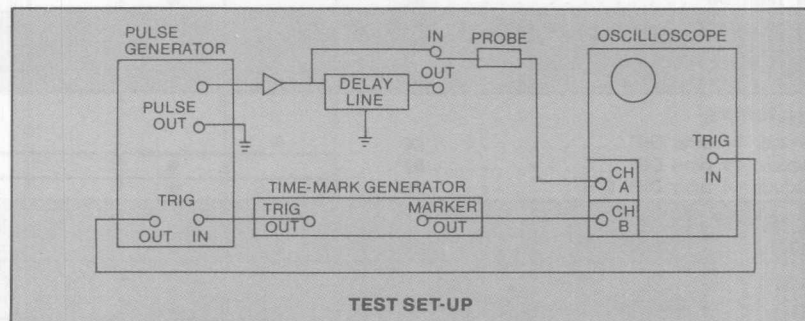 PULSE
GENERATOR
IN
PROBE
OSCILLOSCOPE
OUT
DELAY
LINE
PULSE
OUT
TRIG
IN
CH
A
TIME-MARK GENERATOR
TRIG
OUT IN
TRIG
OUT
MARKER
OUT
CH
B
TEST SET-UP